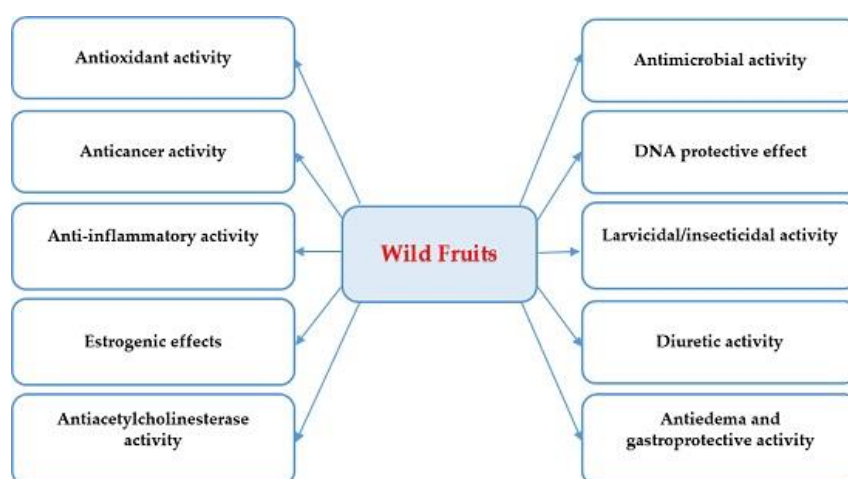 Antioxidant activity
Anticancer activity
Anti-inflammatory activity
Estrogenic effects
Antiacetylcholinesterase
activity
Wild Fruits
Antimicrobial activity
DNA protective effect
Larvicidal/insecticidal activity
Diuretic activity
Antiedema and
gastroprotective activity